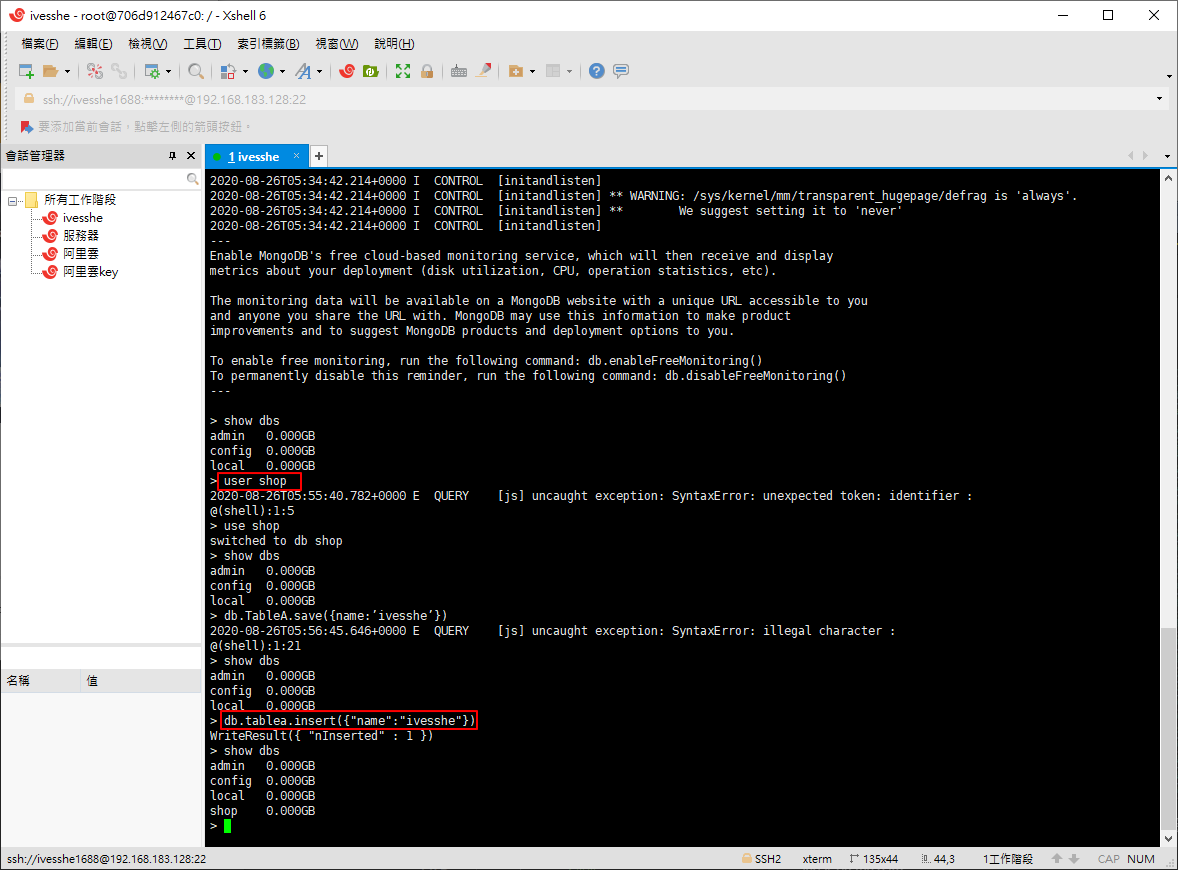 ivesshe - root@706d912467c0: / - Xshell 6
檔案(F) 編輯(E) 檢視(V) 工具(T) 索引標籤(B) 視窗(W) 說明(H)
ssh://ivesshe1688:********@192.168.183.128:22
要添加當前會話，點擊左側的箭頭按鈕。
會話管理器
1 ivesshe
所有工作階段
ivesshe
服務器
阿里雲
阿里雲key
名稱 值
2020-08-26T05:34:42.214+0000 I  CONTROL  [initandlisten]
2020-08-26T05:34:42.214+0000 I  CONTROL  [initandlisten] ** WARNING: /sys/kernel/mm/transparent_hugepage/defrag is 'always'.
2020-08-26T05:34:42.214+0000 I  CONTROL  [initandlisten] **        We suggest setting it to 'never'
2020-08-26T05:34:42.214+0000 I  CONTROL  [initandlisten]
---
Enable MongoDB's free cloud-based monitoring service, which will then receive and display
metrics about your deployment (disk utilization, CPU, operation statistics, etc).
The monitoring data will be available on a MongoDB website with a unique URL accessible to you
and anyone you share the URL with. MongoDB may use this information to make product
improvements and to suggest MongoDB products and deployment options to you.
To enable free monitoring, run the following command: db.enableFreeMonitoring()
To permanently disable this reminder, run the following command: db.disableFreeMonitoring()
---
> show dbs
admin   0.000GB
config  0.000GB
local   0.000GB
> user shop
2020-08-26T05:55:40.782+0000 E  QUERY    [js] uncaught exception: SyntaxError: unexpected token: identifier :
@(shell):1:5
> use shop
switched to db shop
> show dbs
admin   0.000GB
config  0.000GB
local   0.000GB
> db.TableA.save({name:’ivesshe’})
2020-08-26T05:56:45.646+0000 E  QUERY    [js] uncaught exception: SyntaxError: illegal character :
@(shell):1:21
> show dbs
admin   0.000GB
config  0.000GB
local   0.000GB
> db.tablea.insert({"name":"ivesshe"})
WriteResult({ "nInserted" : 1 })
> show dbs
admin   0.000GB
config  0.000GB
local   0.000GB
shop    0.000GB
>
ssh://ivesshe1688@192.168.183.128:22 SSH2 xterm 135x44 44,3 1工作階段 CAP NUM